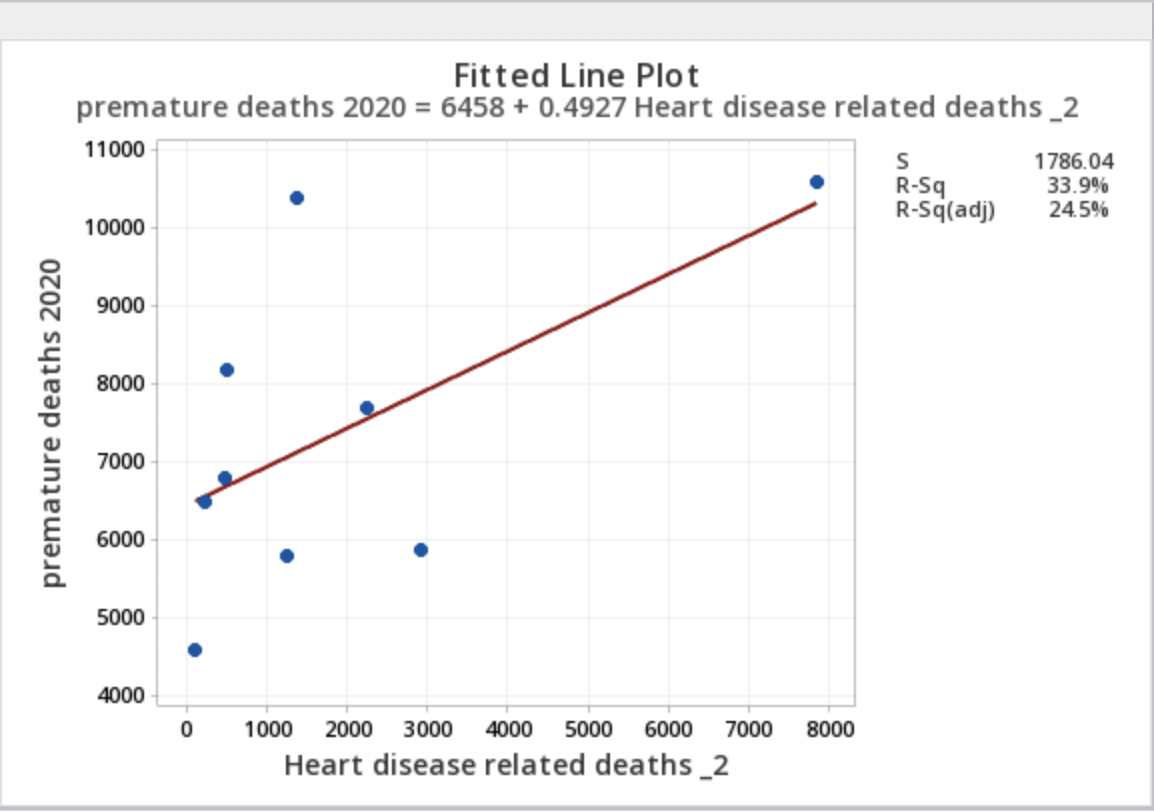 Fitted Line Plot
premature deaths 2020 = 6458 + 0.4927 Heart disease related deaths _2
S 1786.04
R-Sq 33.9%
R-Sq(adj) 24.5%
premature deaths 2020
11000
10000
9000
8000
7000
6000
5000
4000
0 1000 2000 3000 4000 5000 6000 7000 8000
Heart disease related deaths _2